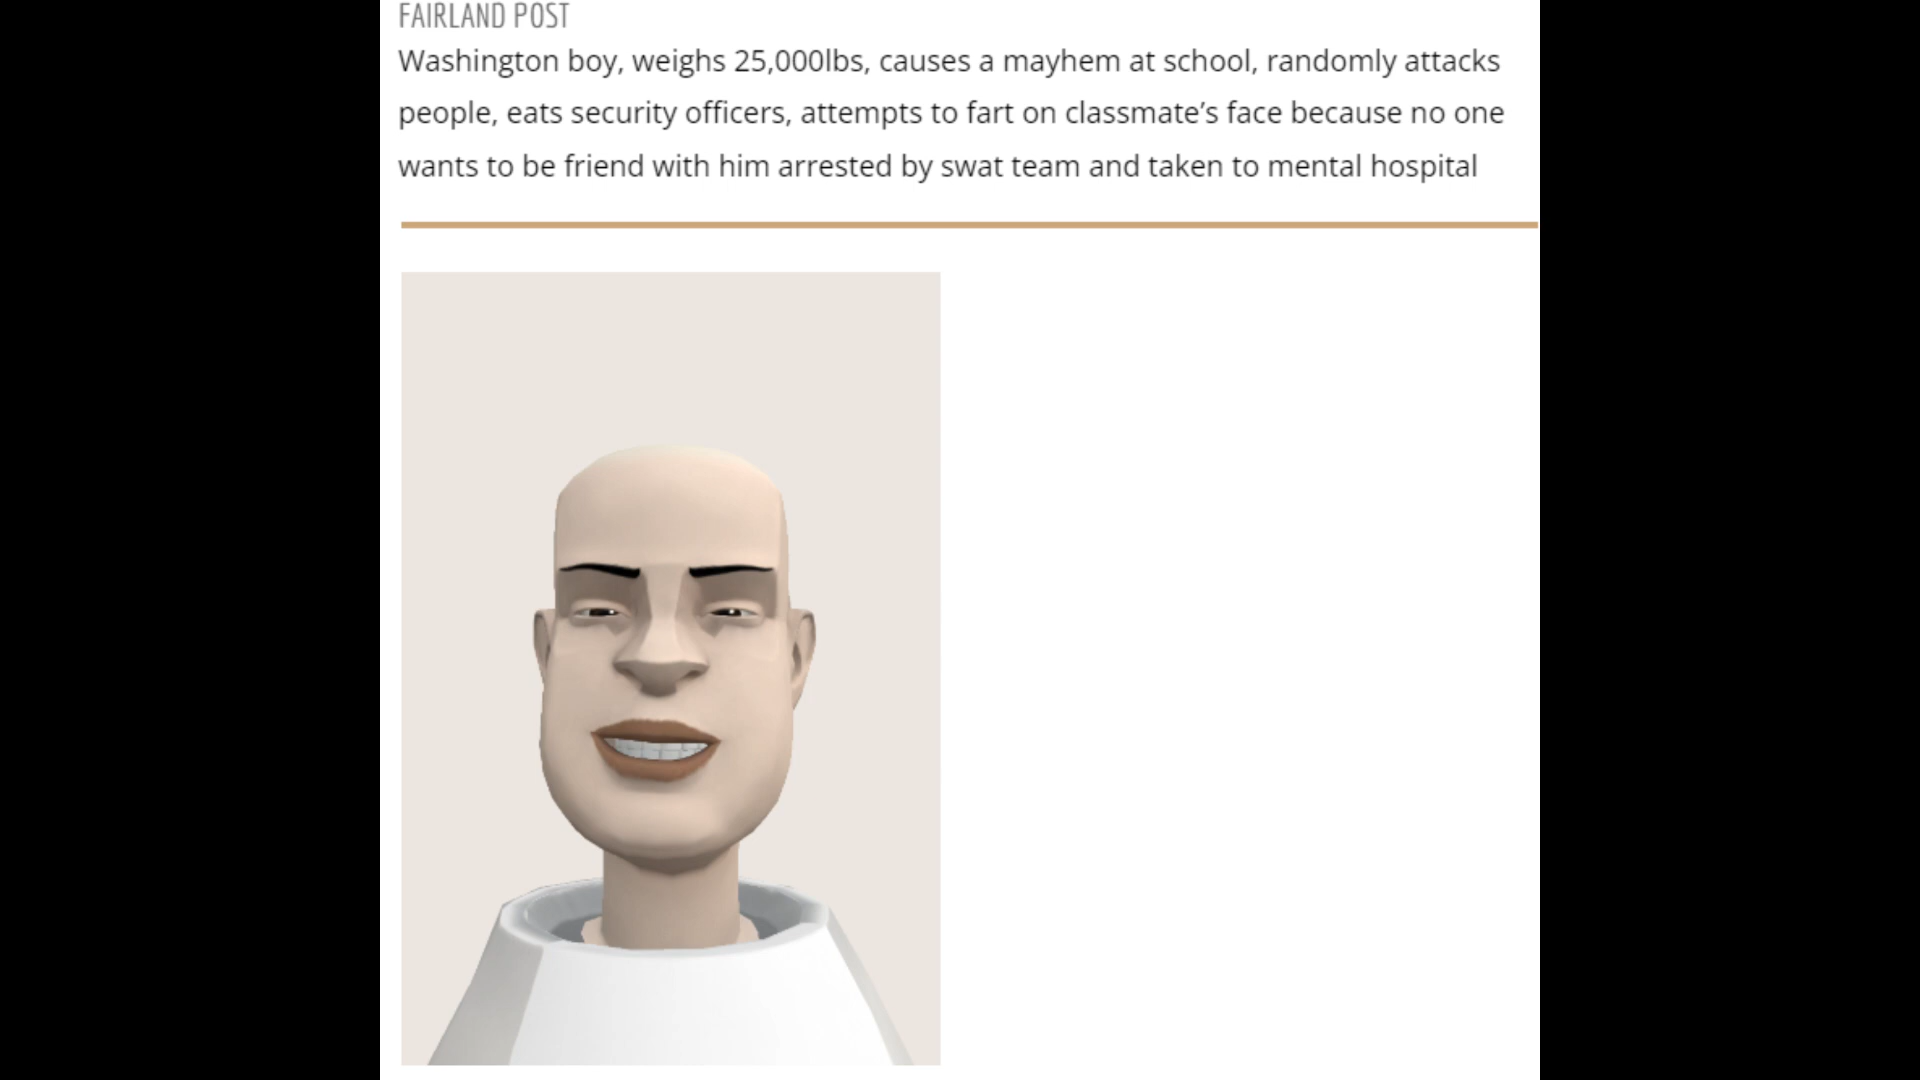 FAIRLAND POST
Washington boy, weighs 25,000lbs, causes a mayhem at school, randomly attacks
people, eats security officers, attempts to fart on classmate’s face because no one
wants to be friend with him arrested by swat team and taken to mental hospital